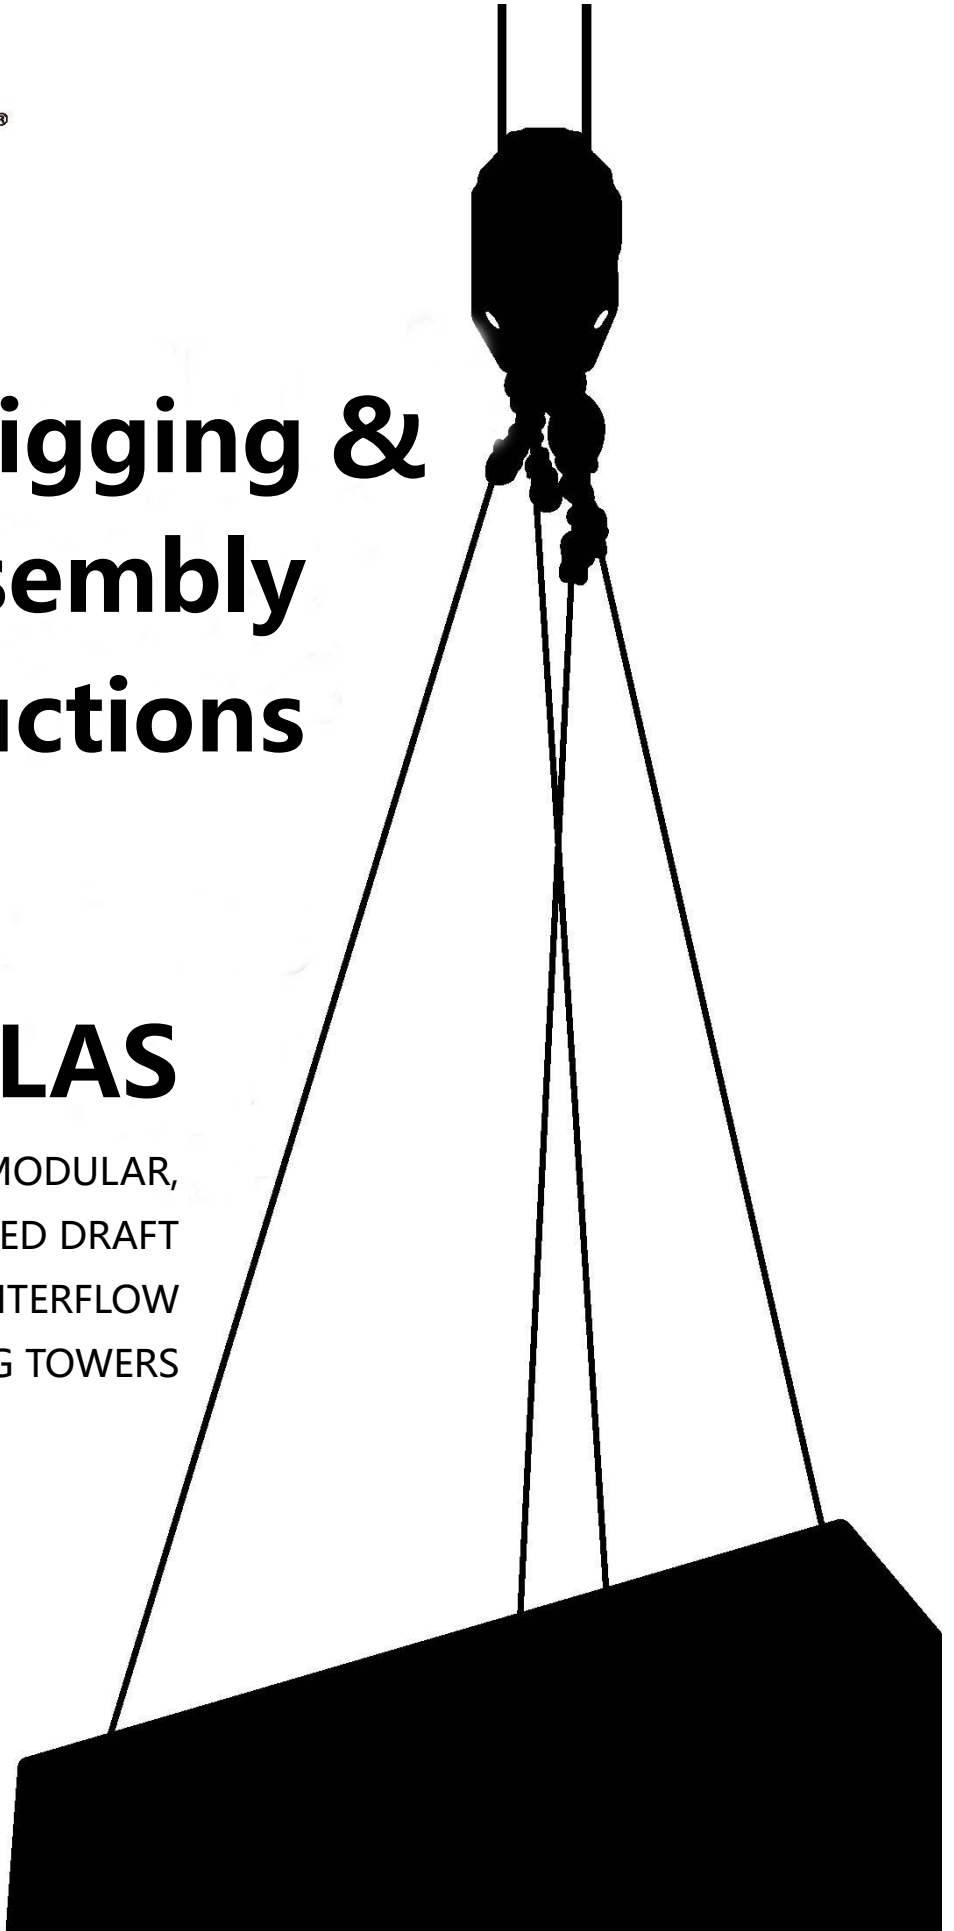 ®
igging &
sembly
uctions
LAS
MODULAR,
ED DRAFT
NTERFLOW
G TOWERS